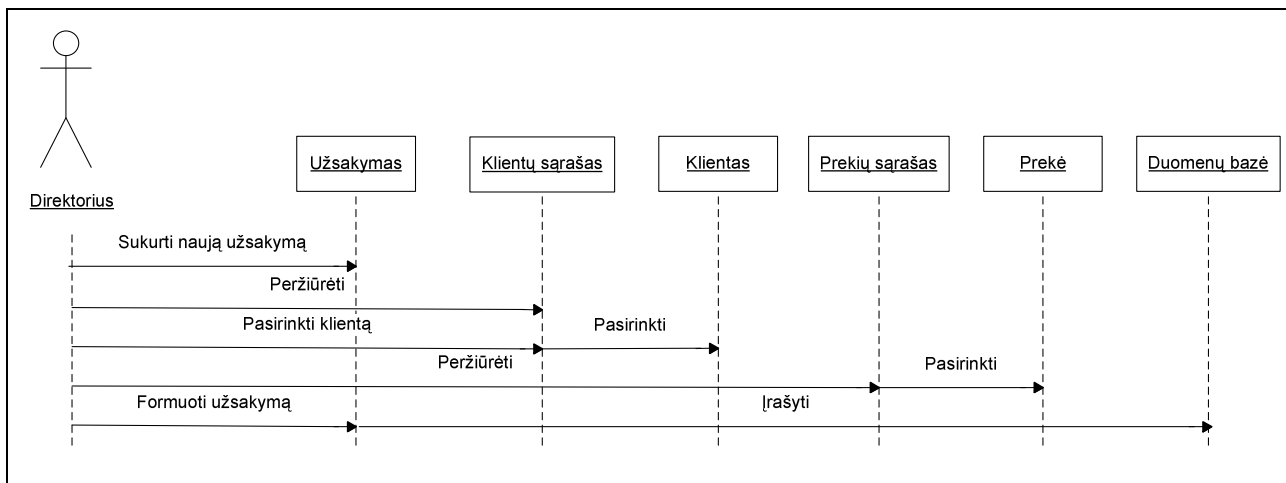 Užsakymas
Klientų sąrašas
Klientas
Prekių sąrašas
Prekė
Duomenų bazė
Direktorius
Sukurti naują užsakymą
Peržiūrėti
Pasirinkti klientą
Pasirinkti
Peržiūrėti
Pasirinkti
Formuoti užsakymą
Įrašyti